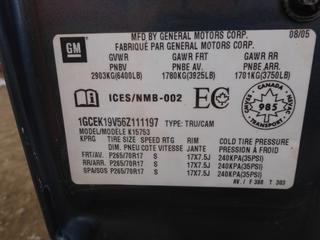 GM
MFD BY GENERAL MOTORS CORP. 08/05
FABRIQUÉ PAR GENERAL MOTORS CORP.
GVWR GAWR FRT GAWR RR
PNBV PNBE AV. PNBE ARR.
2903KG(6400LB) 1780KG(3925LB) 1701KG(3750LB)
ICES/NMB-002
CANADA
985
TRANSPORT
1GCEK19V56Z111197 TYPE: TRU/CAM
MODEL/MODELE K15753
KPRG TIRE SIZE SPEED RTG RIM COLD TIRE PRESSURE
DIM. PNEU COTE VITESSE JANTE PRESSION À FROID
FRT/AV. P265/70R17 S 17X7.5J 240KPA(35PSI)
RR/ARR. P265/70R17 S 17X7.5J 240KPA(35PSI)
SPA/SOS P265/70R17 S 17X7.5J 240KPA(35PSI)